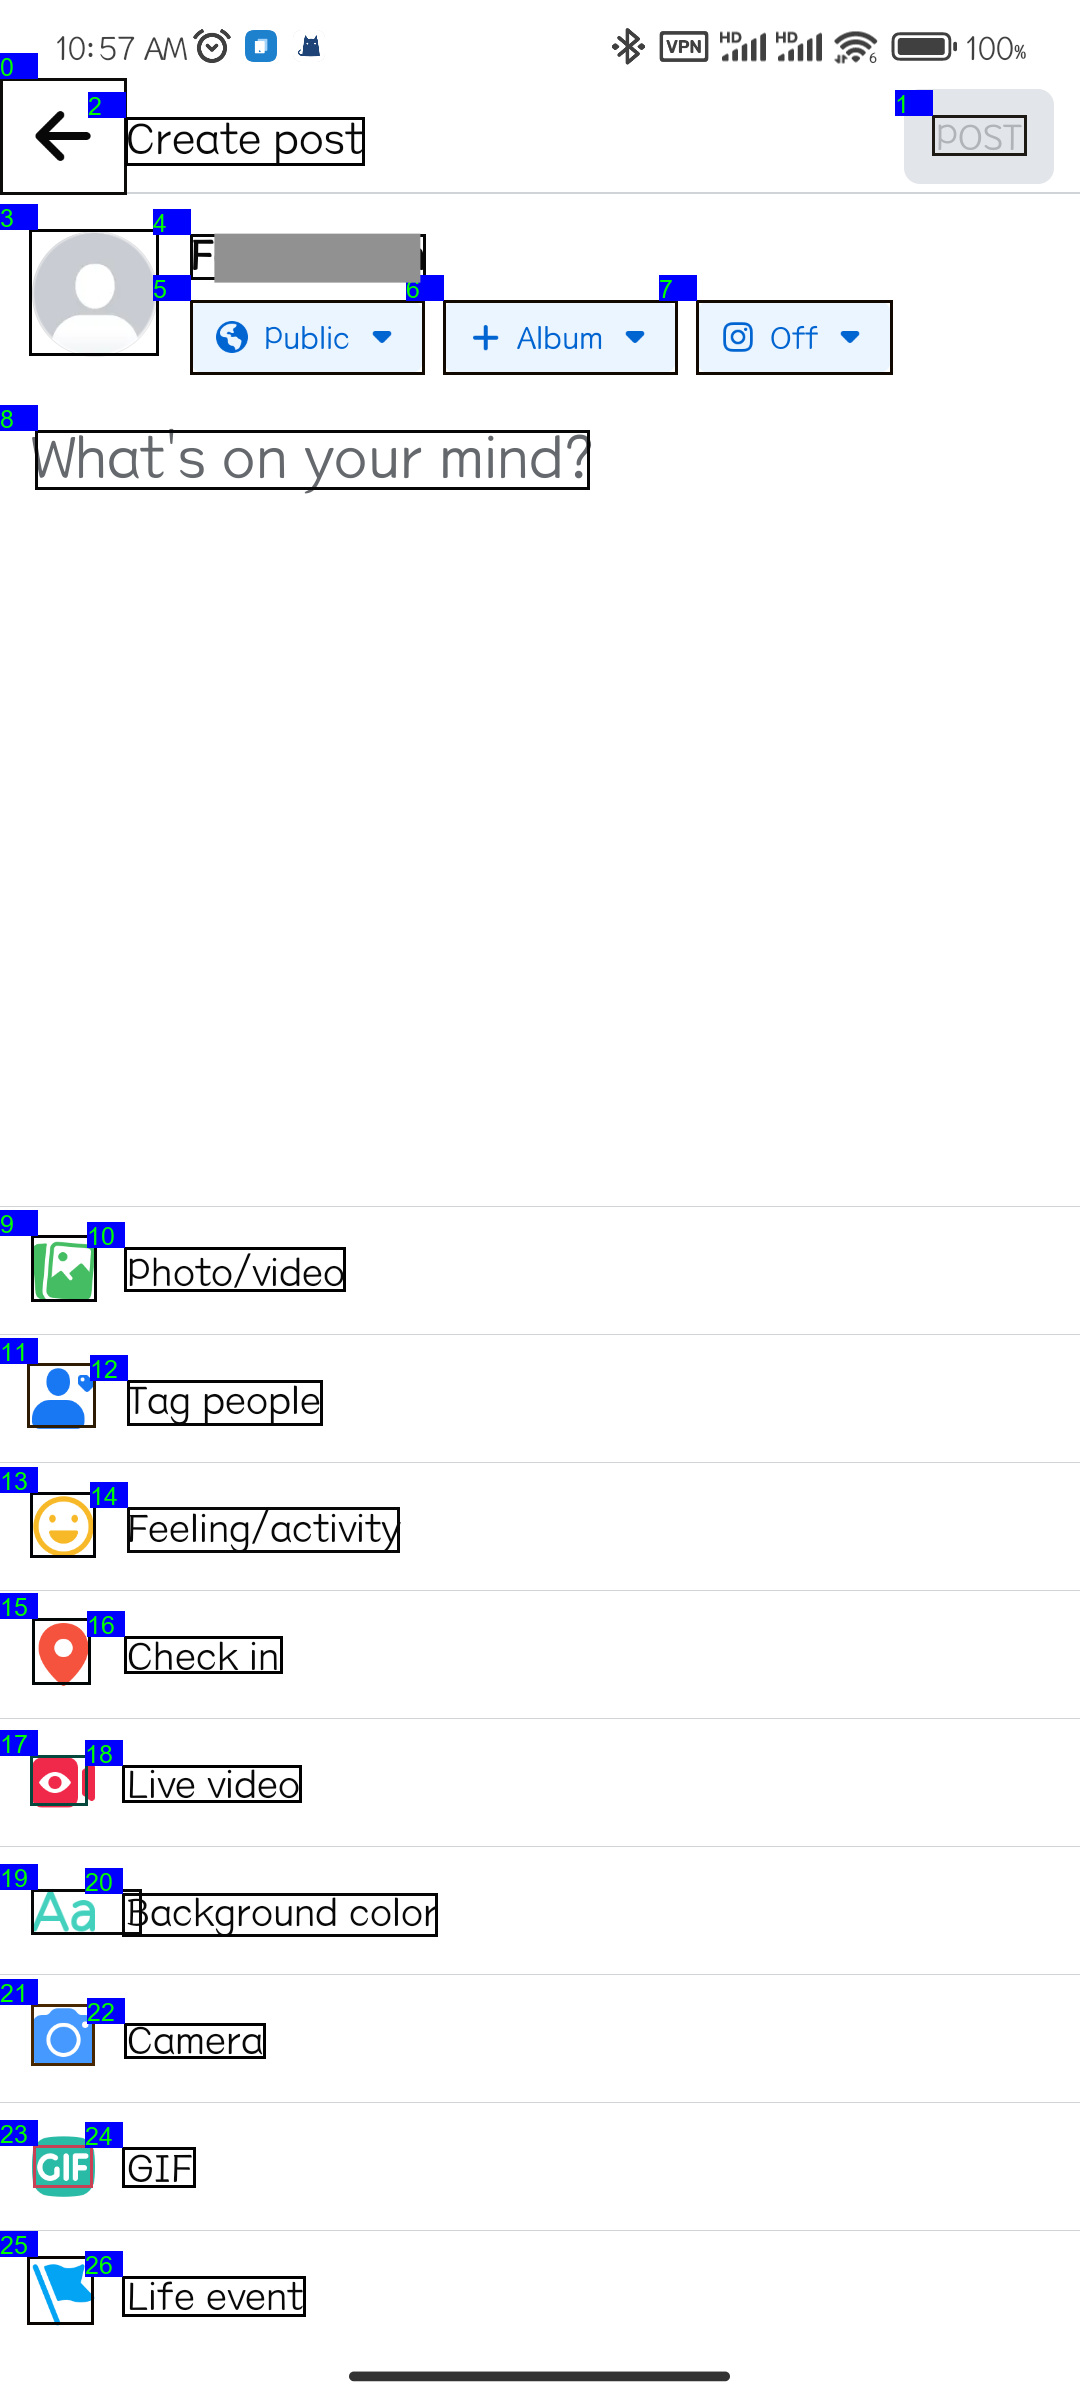 10:57 AM VPN HD HD 6 100%
0
2 Create post
1 POST
3
4 F
5 Public
6 Album
7 Off
8 What's on your mind?
9
10 Photo/video
11
12 Tag people
13
14 Feeling/activity
15
16 Check in
17
18 Live video
19 Aa
20 Background color
21
22 Camera
23 GIF
24 GIF
25
26 Life event